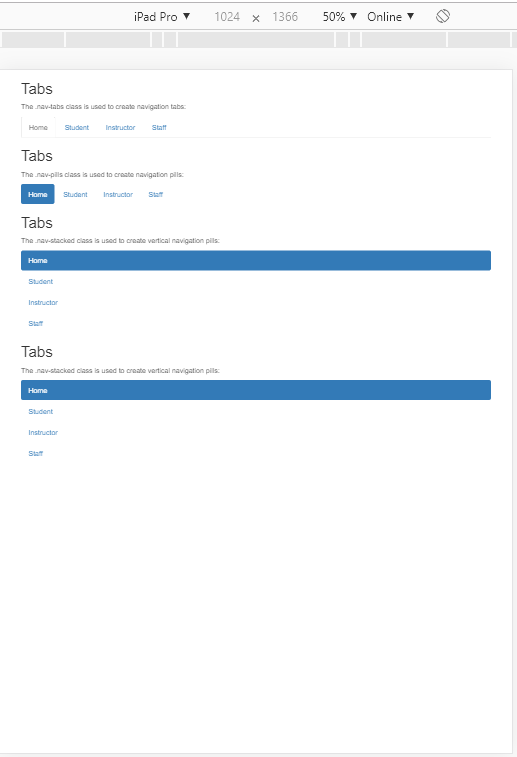 iPad Pro ▼ 1024 × 1366 50% ▼ Online ▼
Tabs
The .nav-tabs class is used to create navigation tabs:
Home Student Instructor Staff
Tabs
The .nav-pills class is used to create navigation pills:
Home Student Instructor Staff
Tabs
The .nav-stacked class is used to create vertical navigation pills:
Home
Student
Instructor
Staff
Tabs
The .nav-stacked class is used to create vertical navigation pills:
Home
Student
Instructor
Staff